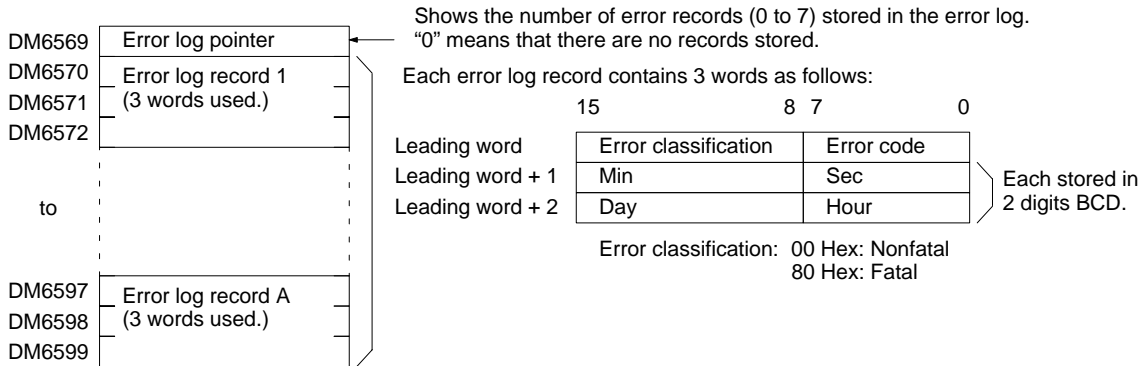 Shows the number of error records (0 to 7) stored in the error log.
“0” means that there are no records stored.
DM6569 Error log pointer
DM6570 Error log record 1
DM6571 (3 words used.)
DM6572
to
DM6597 Error log record A
DM6598 (3 words used.)
DM6599
Each error log record contains 3 words as follows:
15 8 7 0
Leading word Error classification Error code
Leading word + 1 Min Sec
Leading word + 2 Day Hour
Each stored in
2 digits BCD.
Error classification: 00 Hex: Nonfatal
80 Hex: Fatal